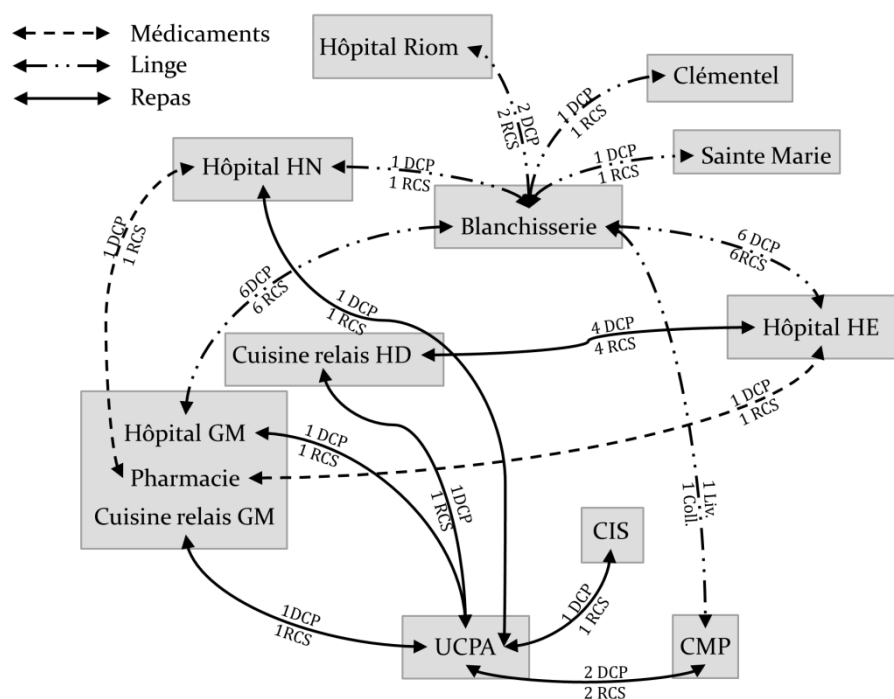 Médicaments
Linge
Repas
Hôpital Riom
Clémentel
2 DCP
2 RCS
1 DCP
1 RCS
Hôpital HN
1 DCP
1 RCS
1 DCP
1 RCS
Sainte Marie
Blanchisserie
1DCP
1 RCS
6DCP
6 RCS
6 DCP
6RCS
1 DCP
1 RCS
4 DCP
4 RCS
Hôpital HE
Cuisine relais HD
Hôpital GM
Pharmacie
Cuisine relais GM
1 DCP
1 RCS
1DCP
1 RCS
1 DCP
1 RCS
1 Liv.
1 Coll.
CIS
1DCP
1RCS
1 DCP
1 RCS
UCPA
CMP
2 DCP
2 RCS